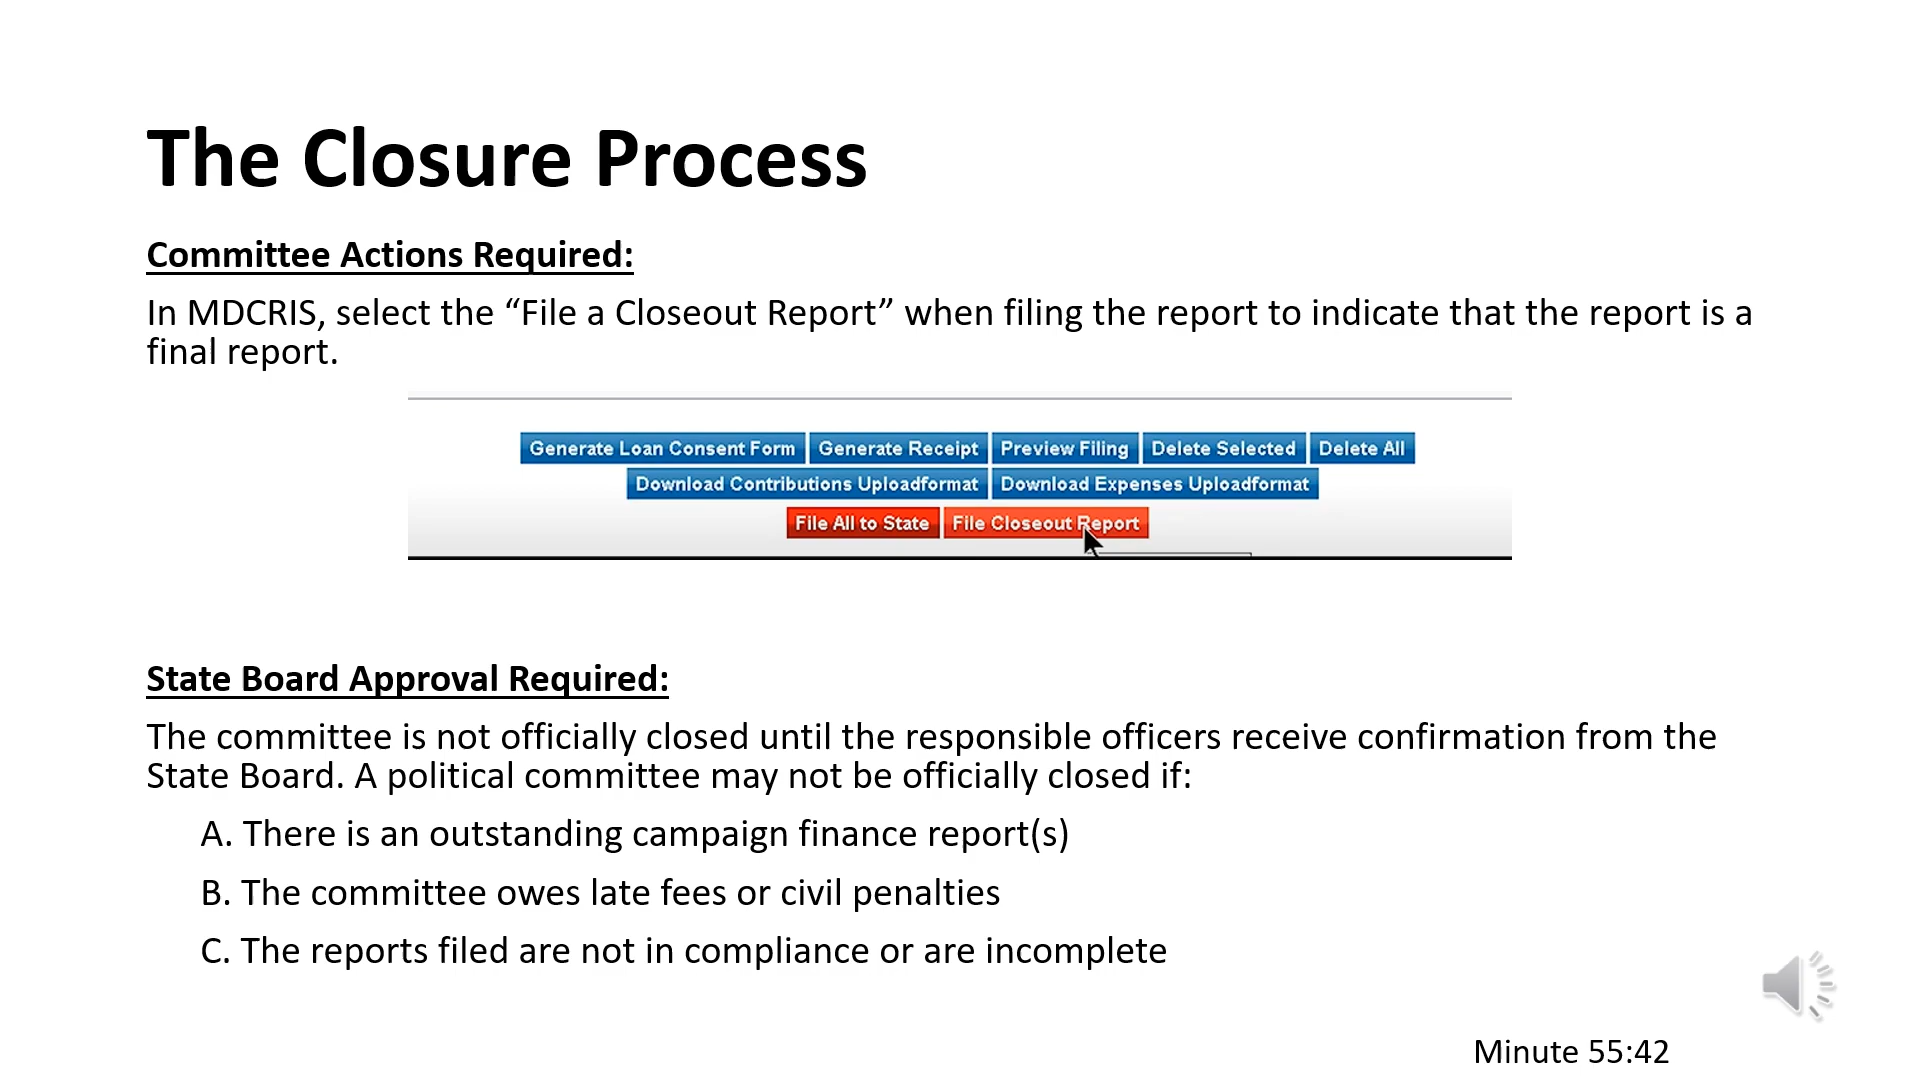 The Closure Process
Committee Actions Required:
In MDCRIS, select the “File a Closeout Report” when filing the report to indicate that the report is a
final report.
Generate Loan Consent Form Generate Receipt Preview Filing Delete Selected Delete All
Download Contributions Uploadformat Download Expenses Uploadformat
File All to State File Closeout Report
State Board Approval Required:
The committee is not officially closed until the responsible officers receive confirmation from the
State Board. A political committee may not be officially closed if:
A. There is an outstanding campaign finance report(s)
B. The committee owes late fees or civil penalties
C. The reports filed are not in compliance or are incomplete
Minute 55:42